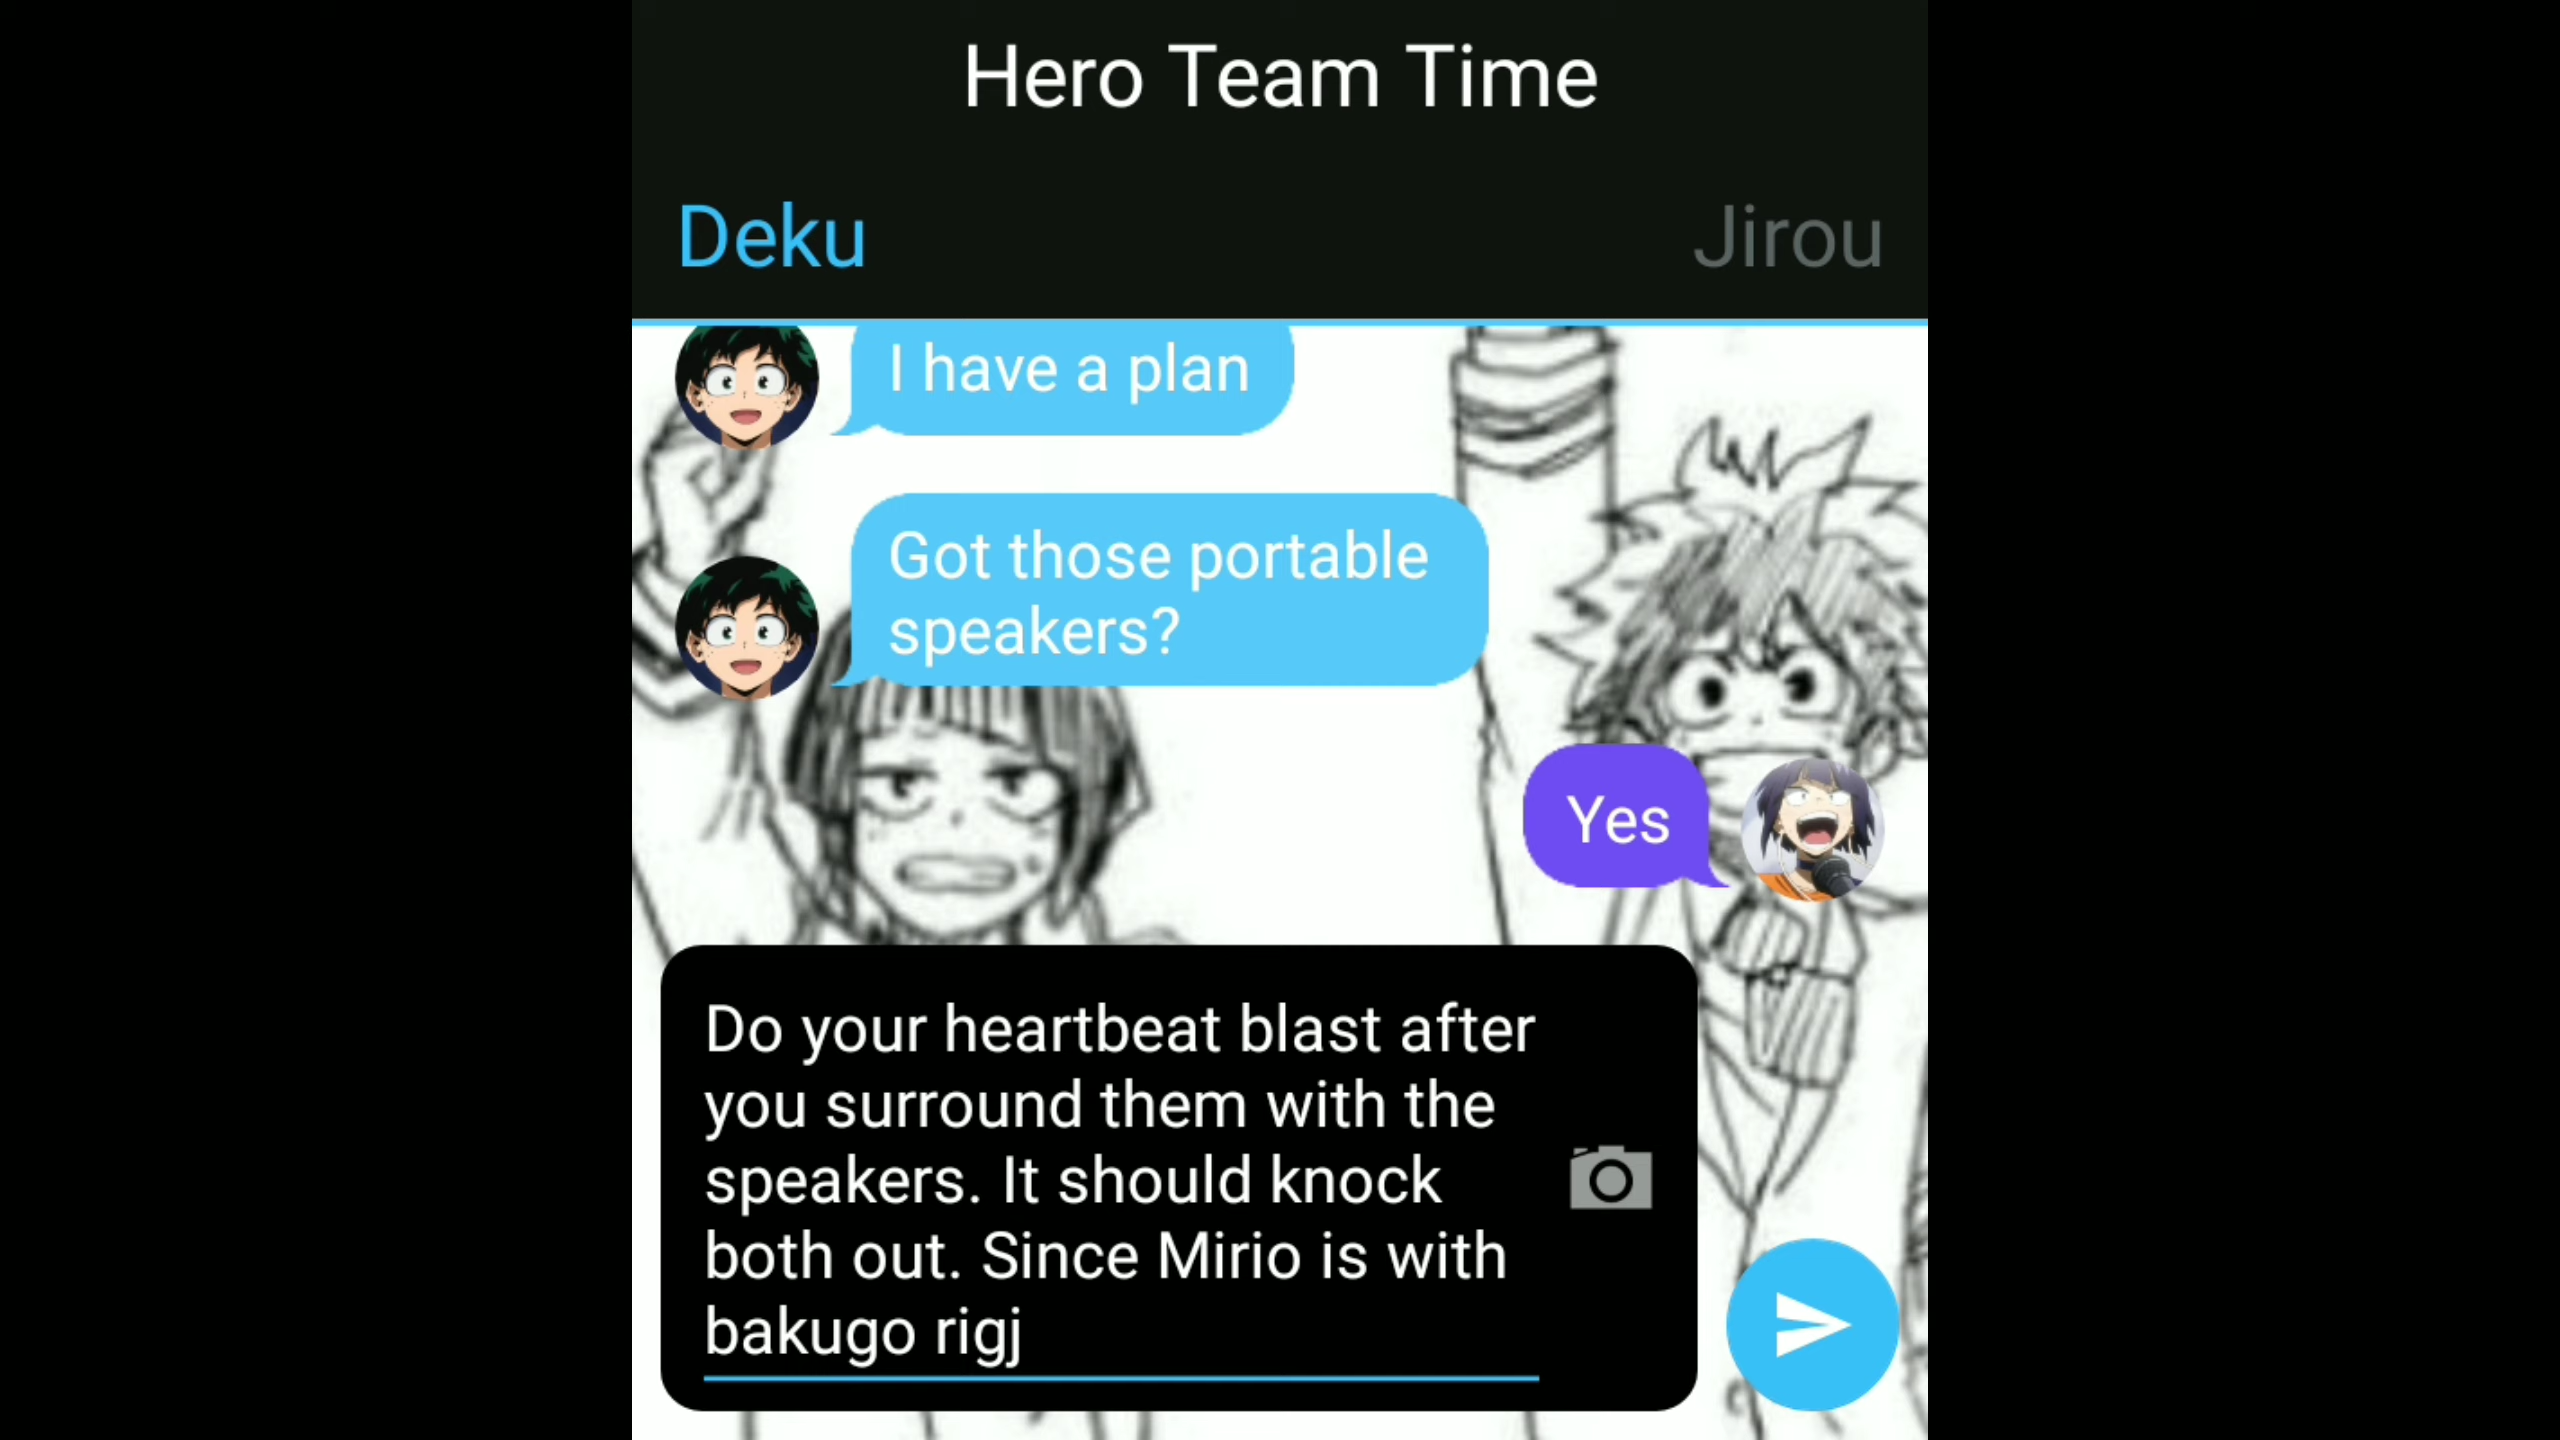 Hero Team Time
Deku
Jirou
I have a plan
Got those portable
speakers?
Yes
Do your heartbeat blast after
you surround them with the
speakers. It should knock
both out. Since Mirio is with
bakugo rigj